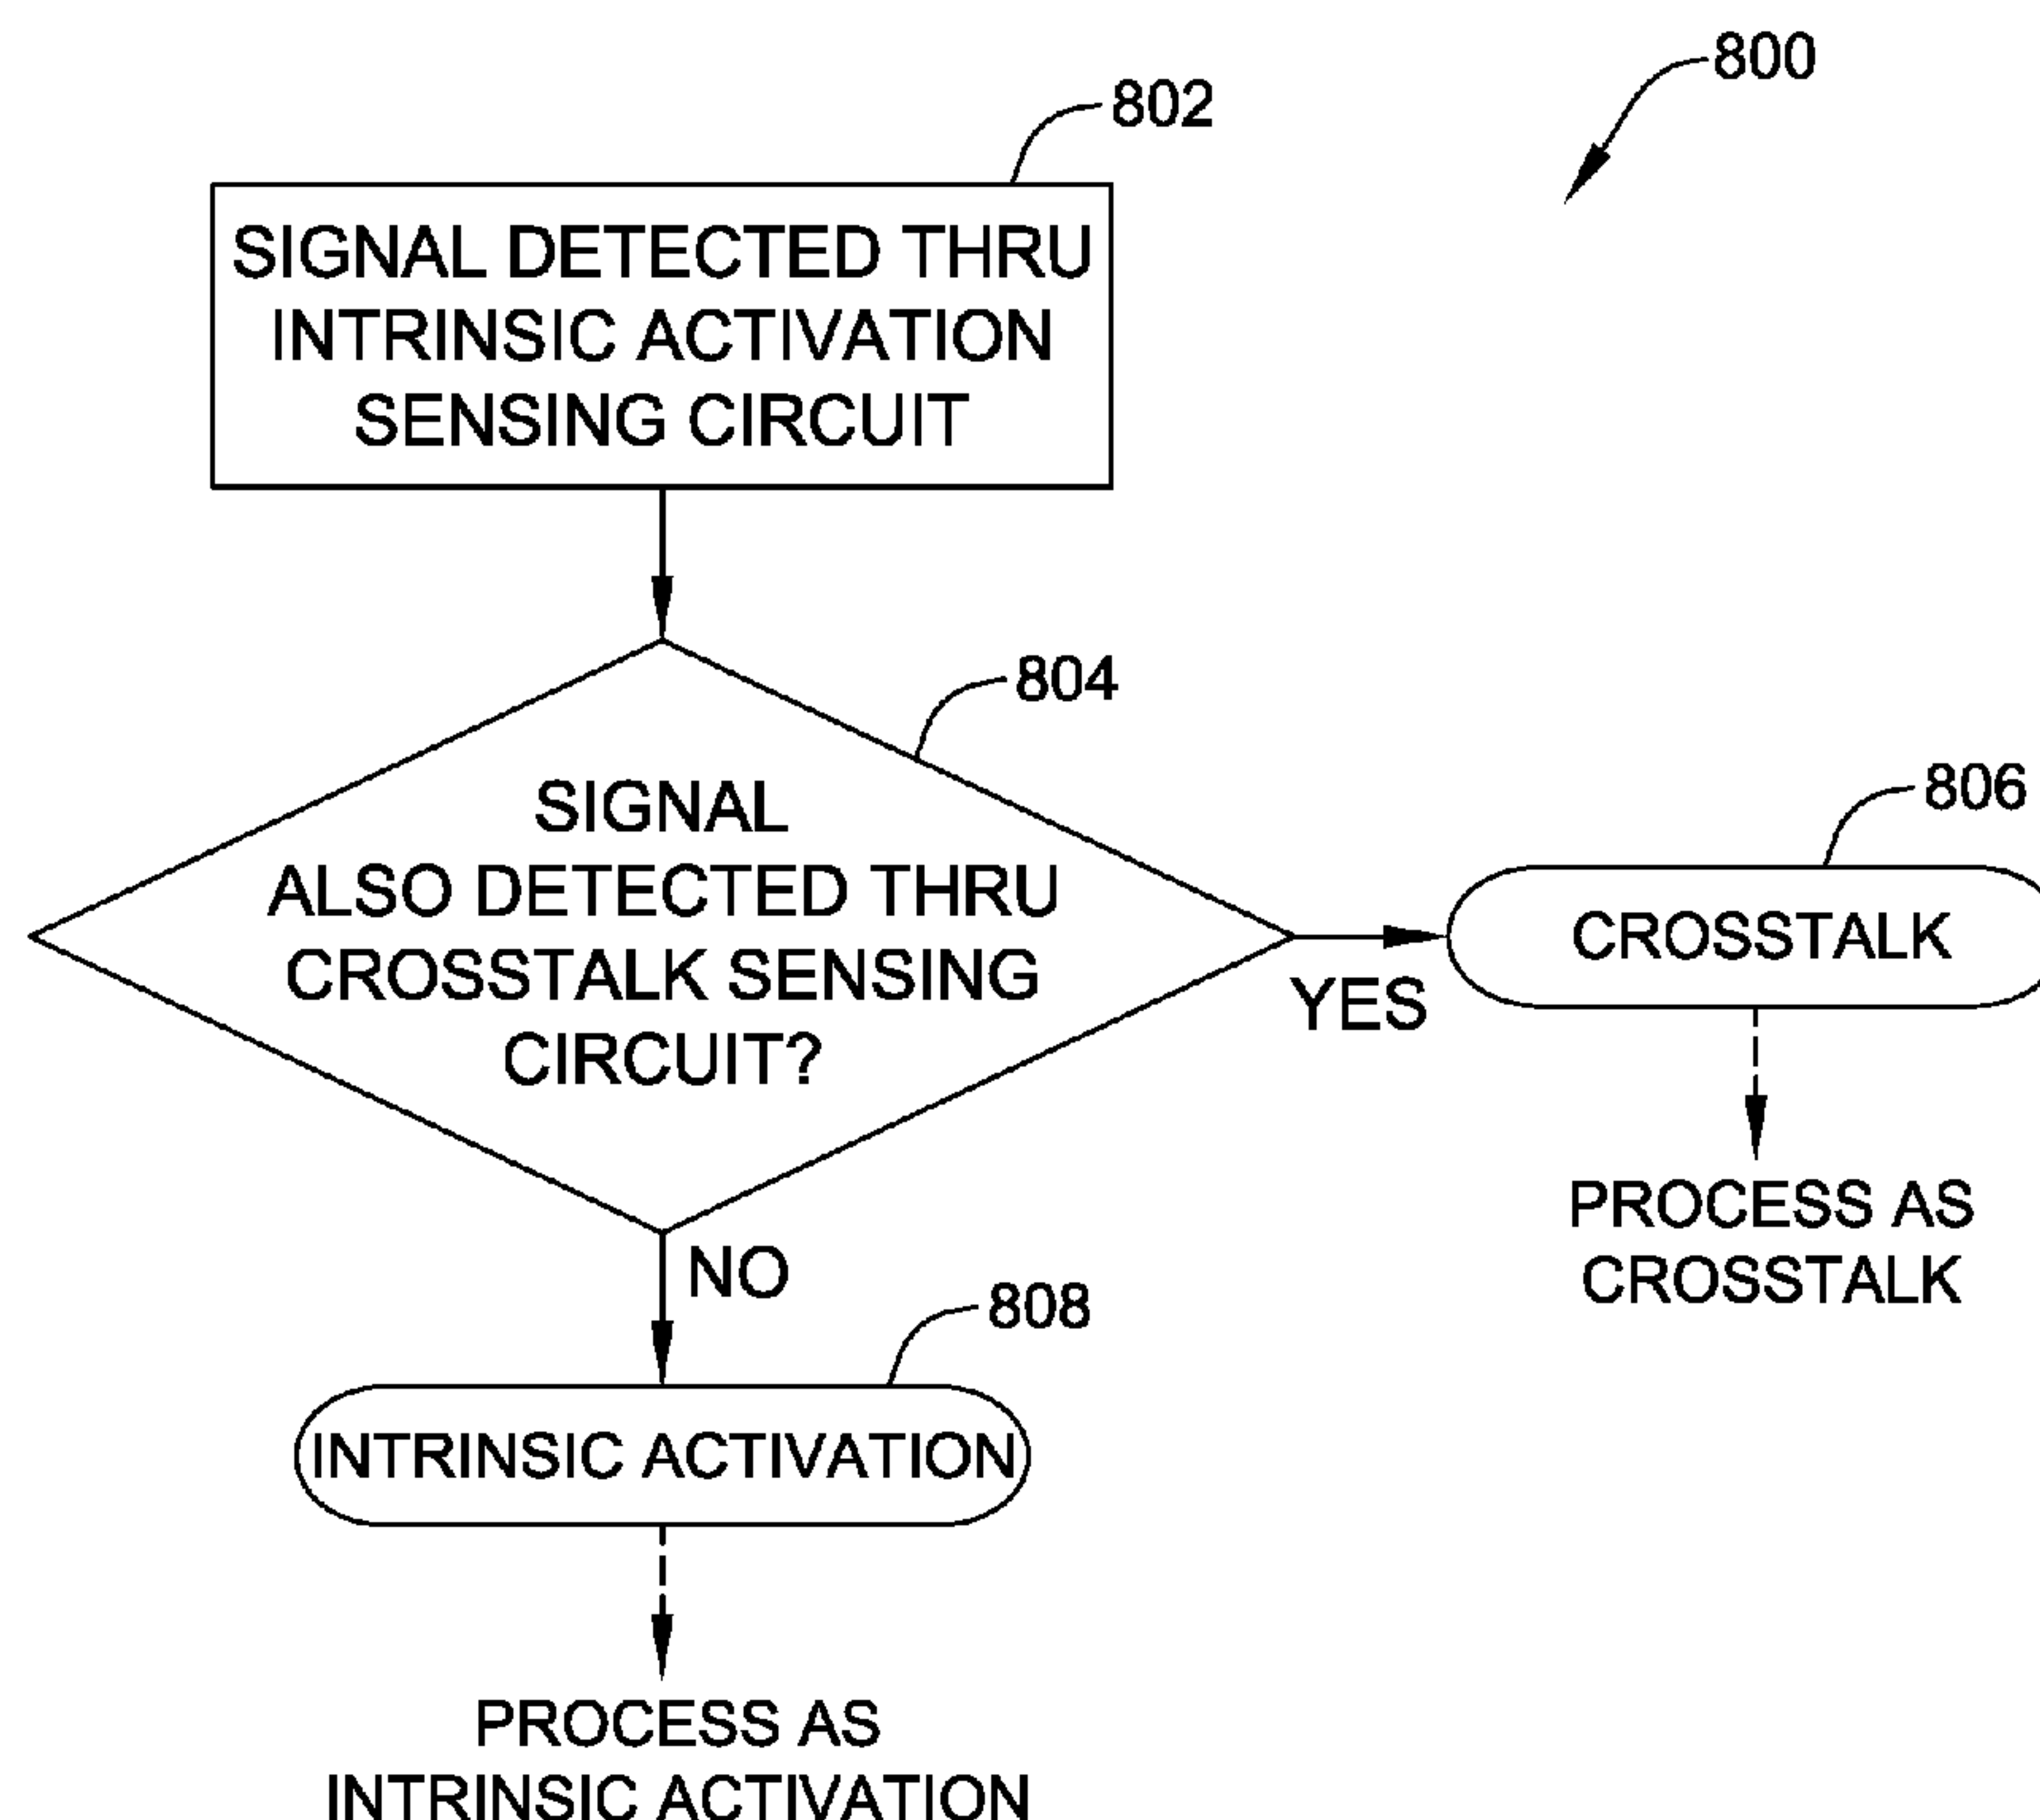 800
802
SIGNAL DETECTED THRU
INTRINSIC ACTIVATION
SENSING CIRCUIT
804
SIGNAL
ALSO DETECTED THRU
CROSSTALK SENSING
CIRCUIT?
806
CROSSTALK
YES
PROCESS AS
CROSSTALK
NO
808
INTRINSIC ACTIVATION
PROCESS AS
INTRINSIC ACTIVATION